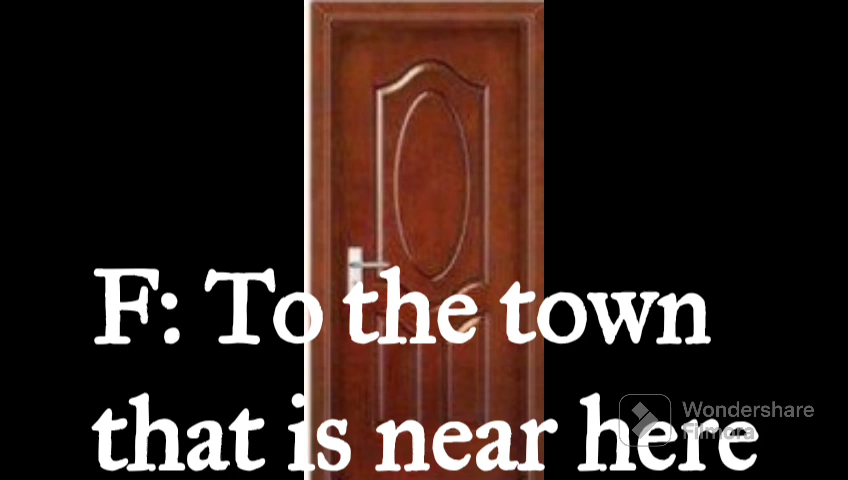 F: To the town
that is near here
Wondershare
Filmora